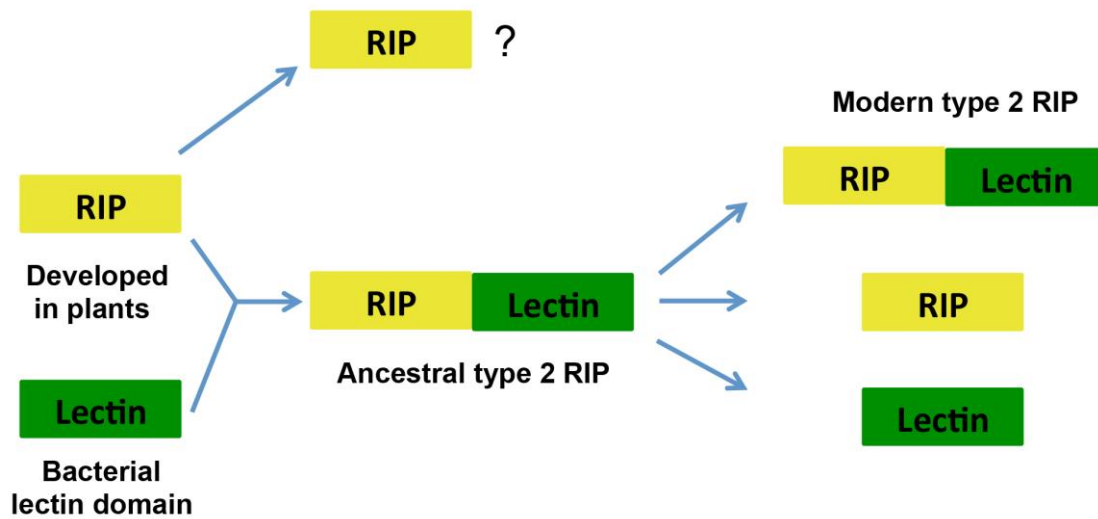 RIP ?
Modern type 2 RIP
RIP Lectin
RIP
Developed
in plants
RIP Lectin
RIP
Ancestral type 2 RIP
Lectin
Lectin
Bacterial
lectin domain